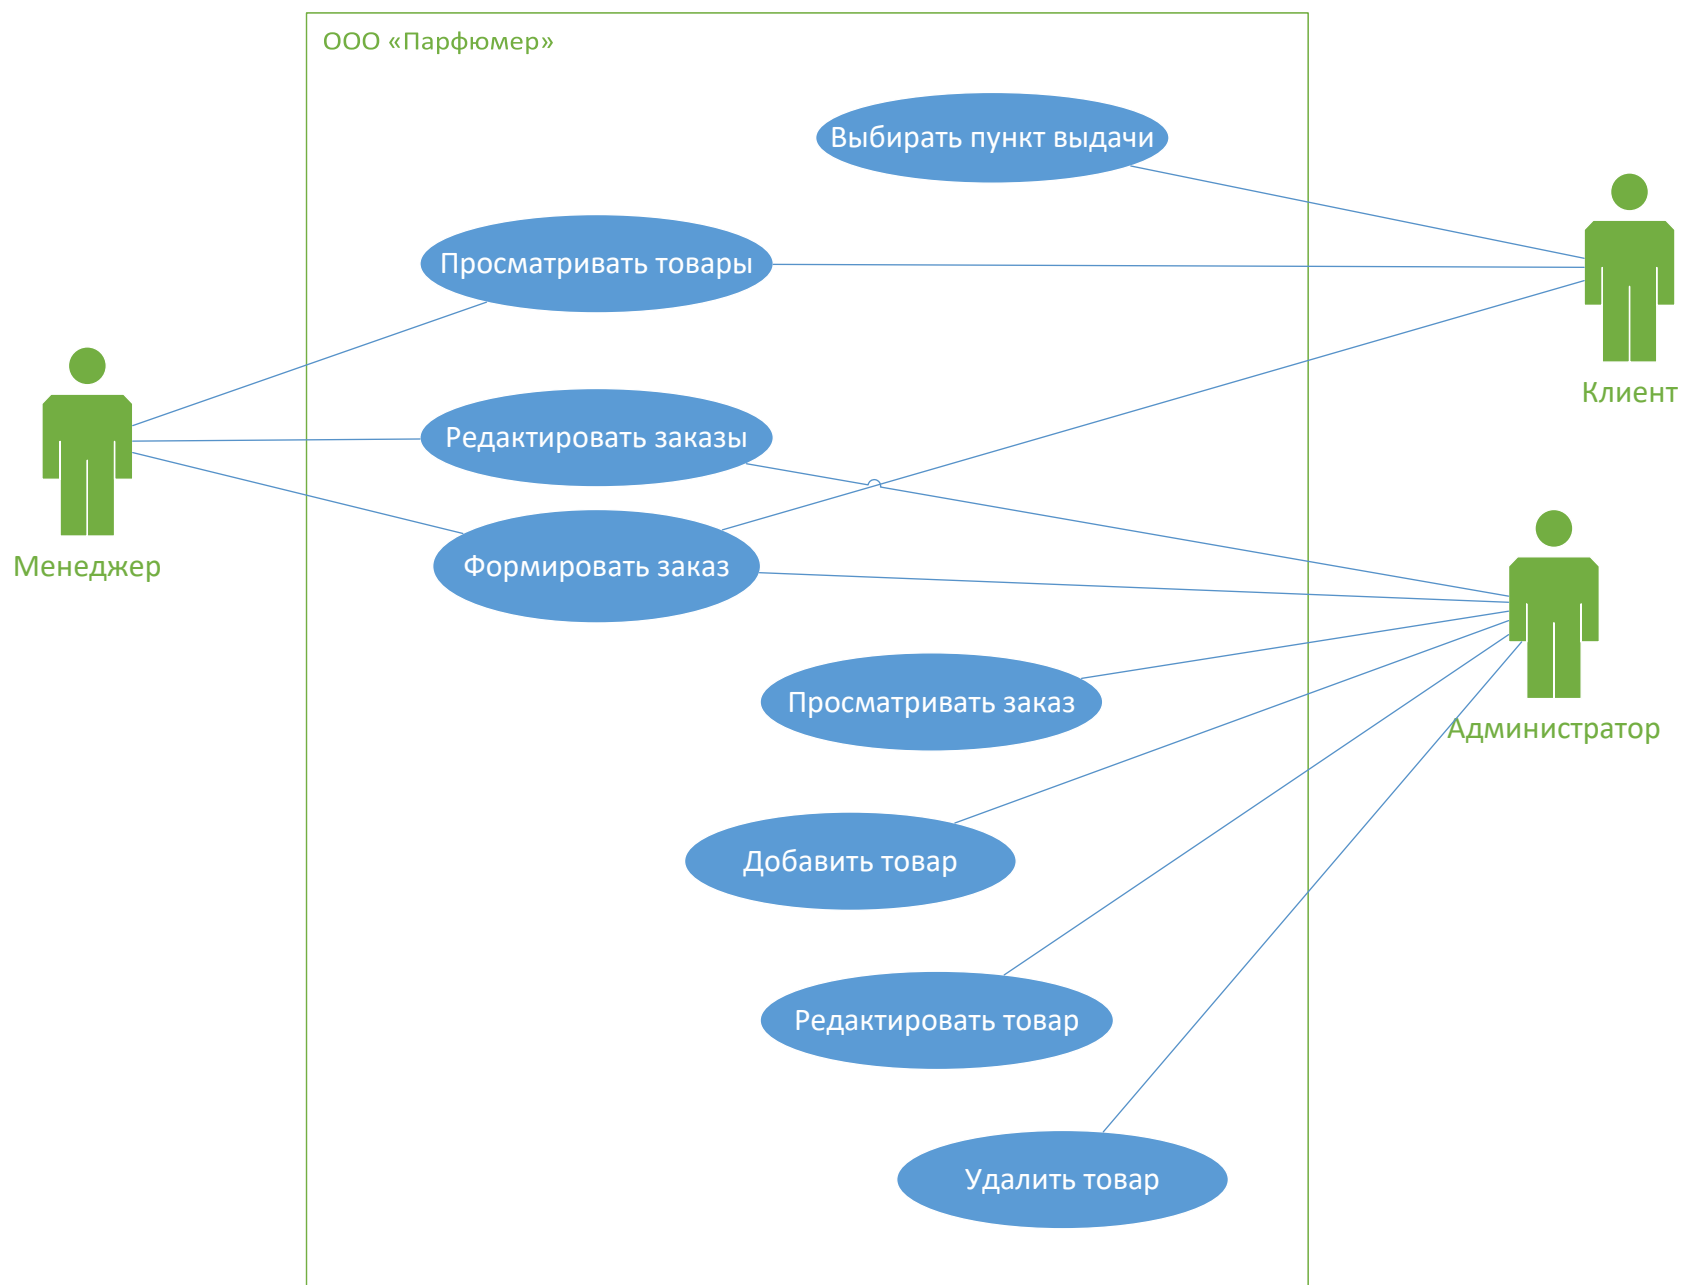 ООО «Парфюмер»
Выбирать пункт выдачи
Просматривать товары
Клиент
Редактировать заказы
Менеджер
Формировать заказ
Просматривать заказ
Администратор
Добавить товар
Редактировать товар
Удалить товар